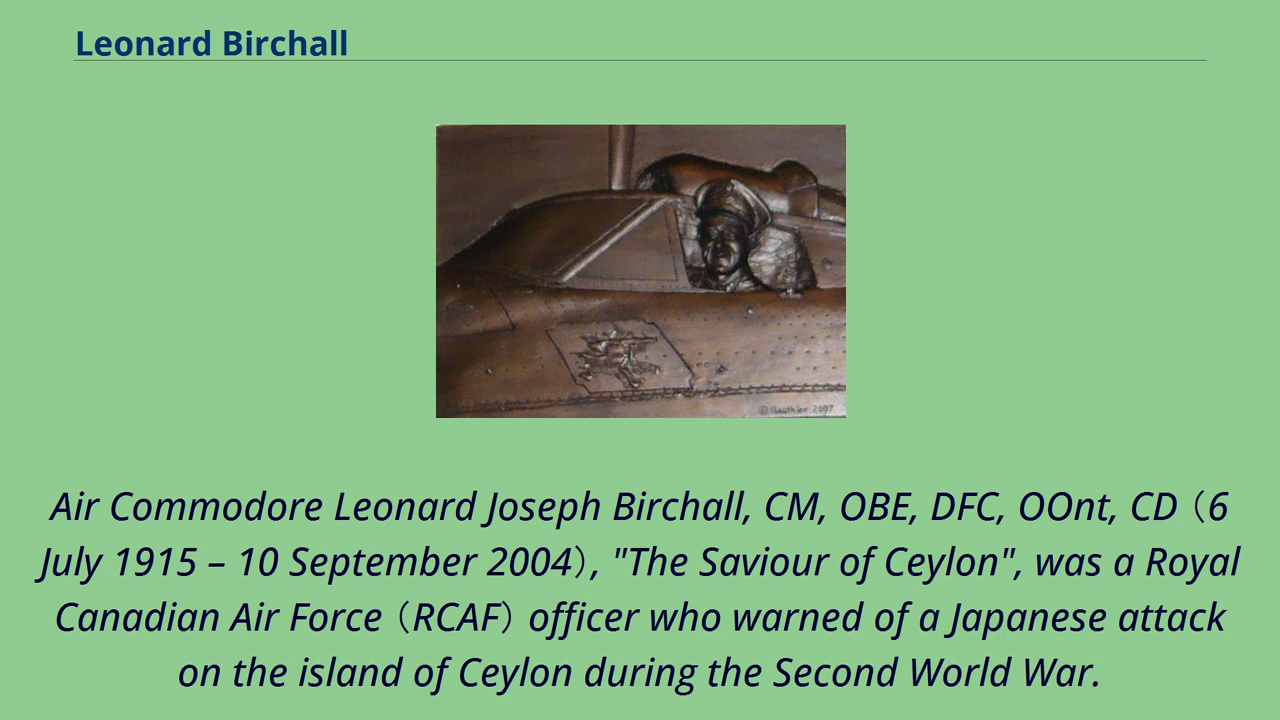 Leonard Birchall
© Gauthier 2007
Air Commodore Leonard Joseph Birchall, CM, OBE, DFC, OOnt, CD（6
July 1915 – 10 September 2004）, "The Saviour of Ceylon", was a Royal
Canadian Air Force（RCAF）officer who warned of a Japanese attack
on the island of Ceylon during the Second World War.